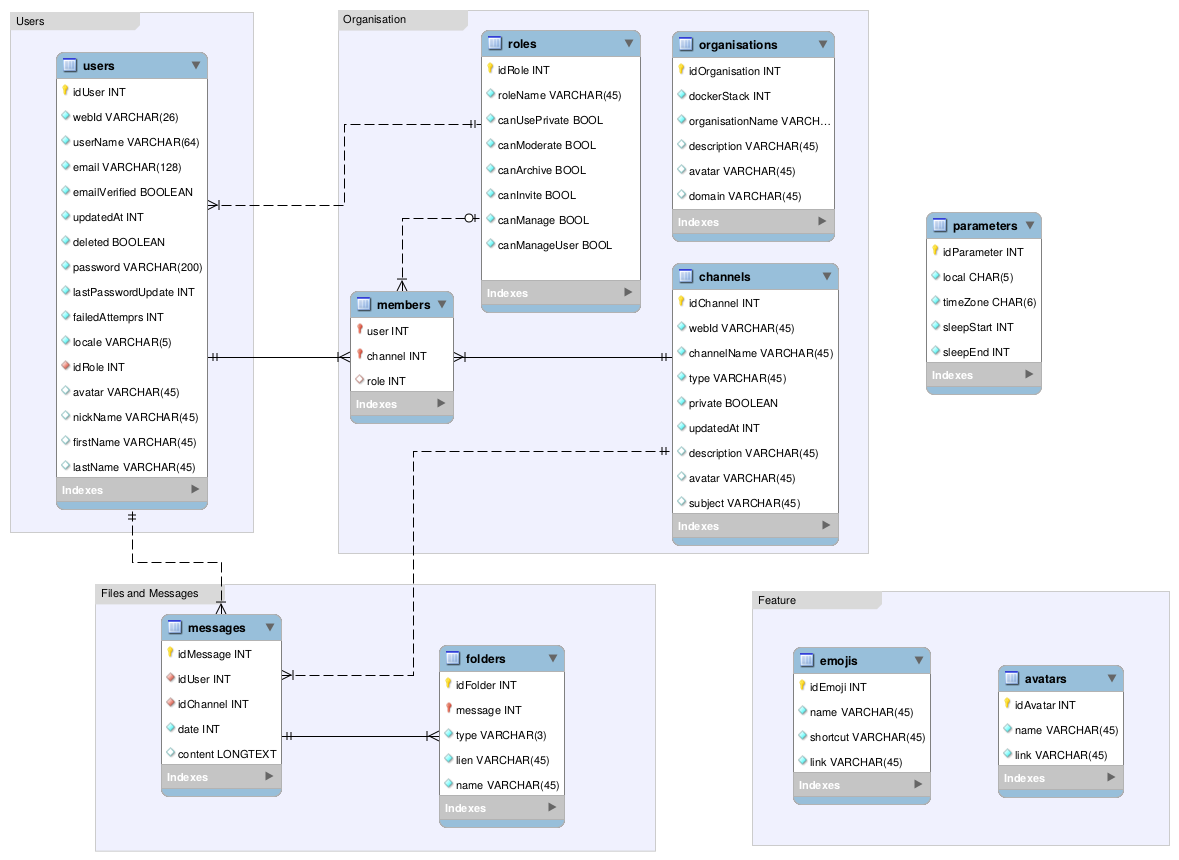 Users
users
idUser INT
webId VARCHAR(26)
userName VARCHAR(64)
email VARCHAR(128)
emailVerified BOOLEAN
updatedAt INT
deleted BOOLEAN
password VARCHAR(200)
lastPasswordUpdate INT
failedAttemprs INT
locale VARCHAR(5)
idRole INT
avatar VARCHAR(45)
nickName VARCHAR(45)
firstName VARCHAR(45)
lastName VARCHAR(45)
Indexes
Organisation
roles
idRole INT
roleName VARCHAR(45)
canUsePrivate BOOL
canModerate BOOL
canArchive BOOL
canInvite BOOL
canManage BOOL
canManageUser BOOL
Indexes
organisations
idOrganisation INT
dockerStack INT
organisationName VARCH...
description VARCHAR(45)
avatar VARCHAR(45)
domain VARCHAR(45)
Indexes
members
user INT
channel INT
role INT
Indexes
channels
idChannel INT
webId VARCHAR(45)
channelName VARCHAR(45)
type VARCHAR(45)
private BOOLEAN
updatedAt INT
description VARCHAR(45)
avatar VARCHAR(45)
subject VARCHAR(45)
Indexes
parameters
idParameter INT
local CHAR(5)
timeZone CHAR(6)
sleepStart INT
sleepEnd INT
Indexes
Files and Messages
messages
idMessage INT
idUser INT
idChannel INT
date INT
content LONGTEXT
Indexes
folders
idFolder INT
message INT
type VARCHAR(3)
lien VARCHAR(45)
name VARCHAR(45)
Indexes
Feature
emojis
idEmoji INT
name VARCHAR(45)
shortcut VARCHAR(45)
link VARCHAR(45)
Indexes
avatars
idAvatar INT
name VARCHAR(45)
link VARCHAR(45)
Indexes